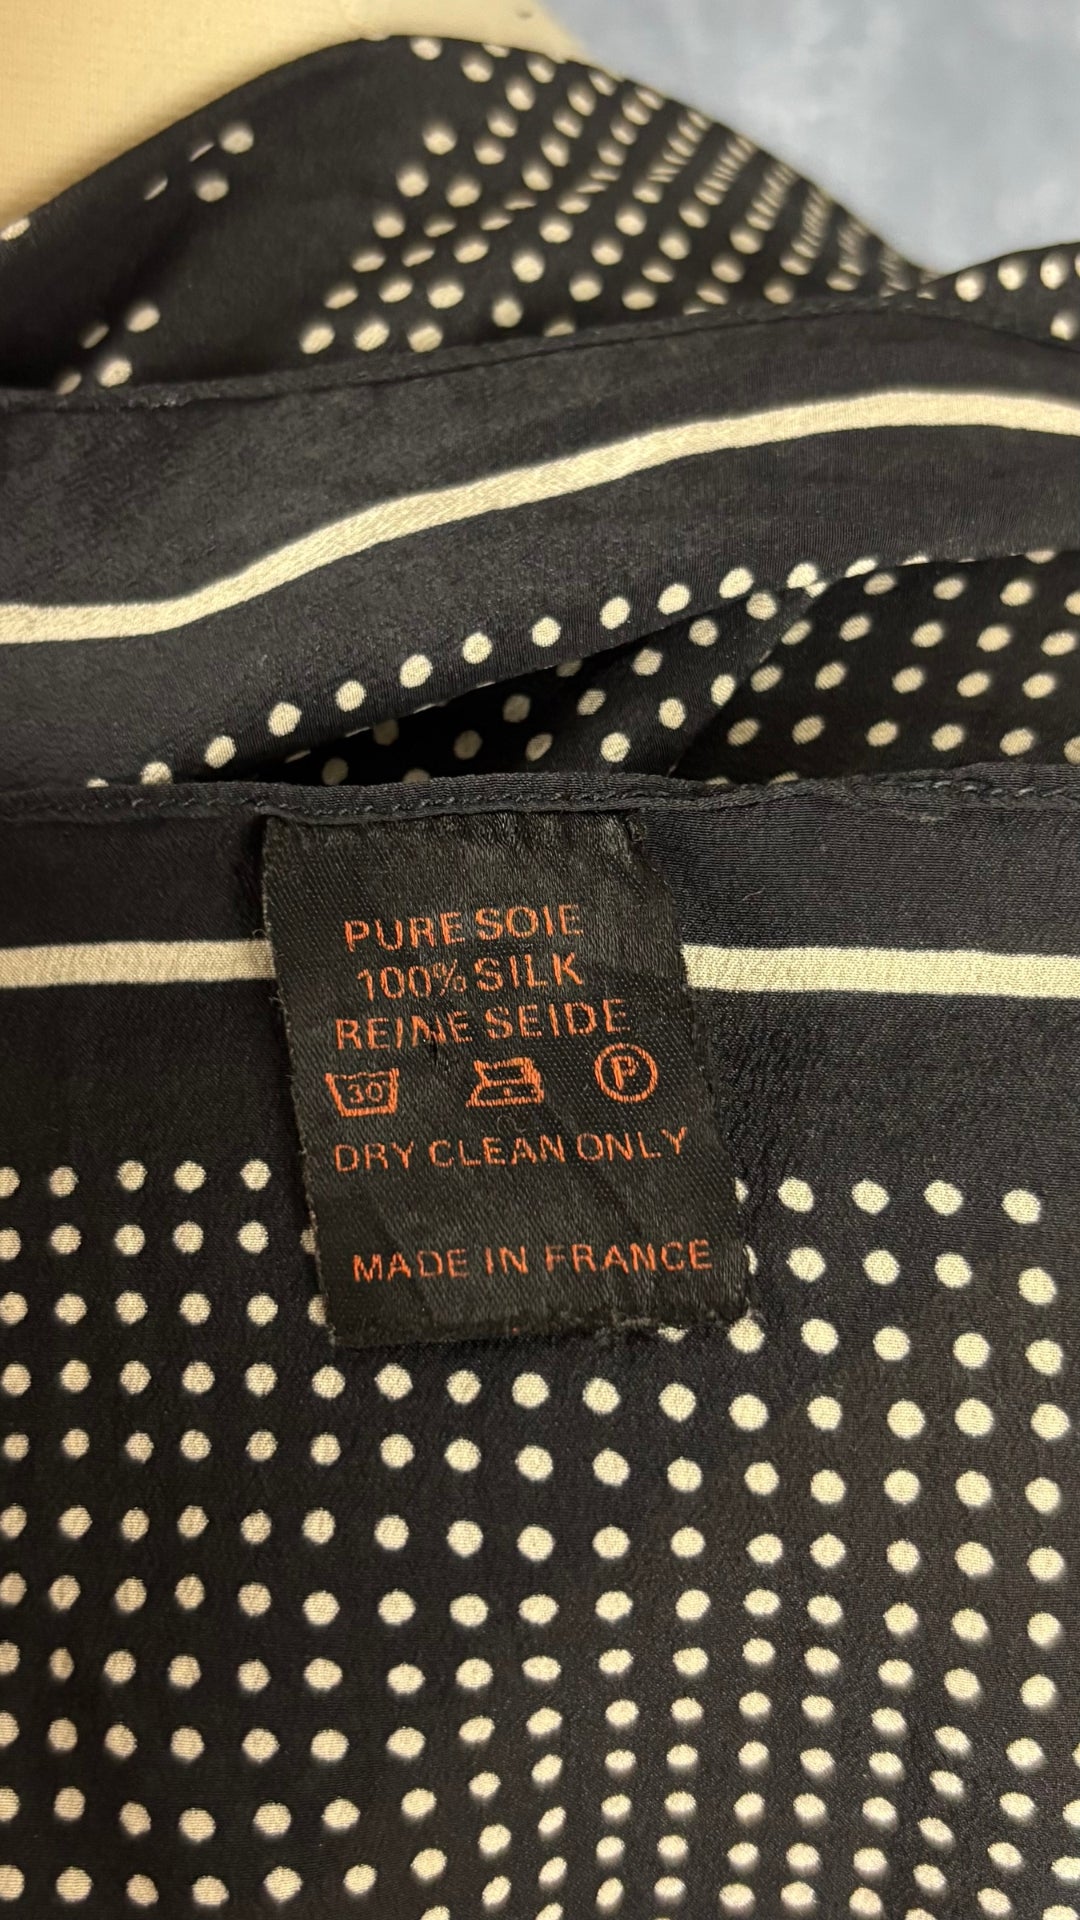 PURE SOIE
100% SILK
REINE SEIDE
30 P
DRY CLEAN ONLY
MADE IN FRANCE